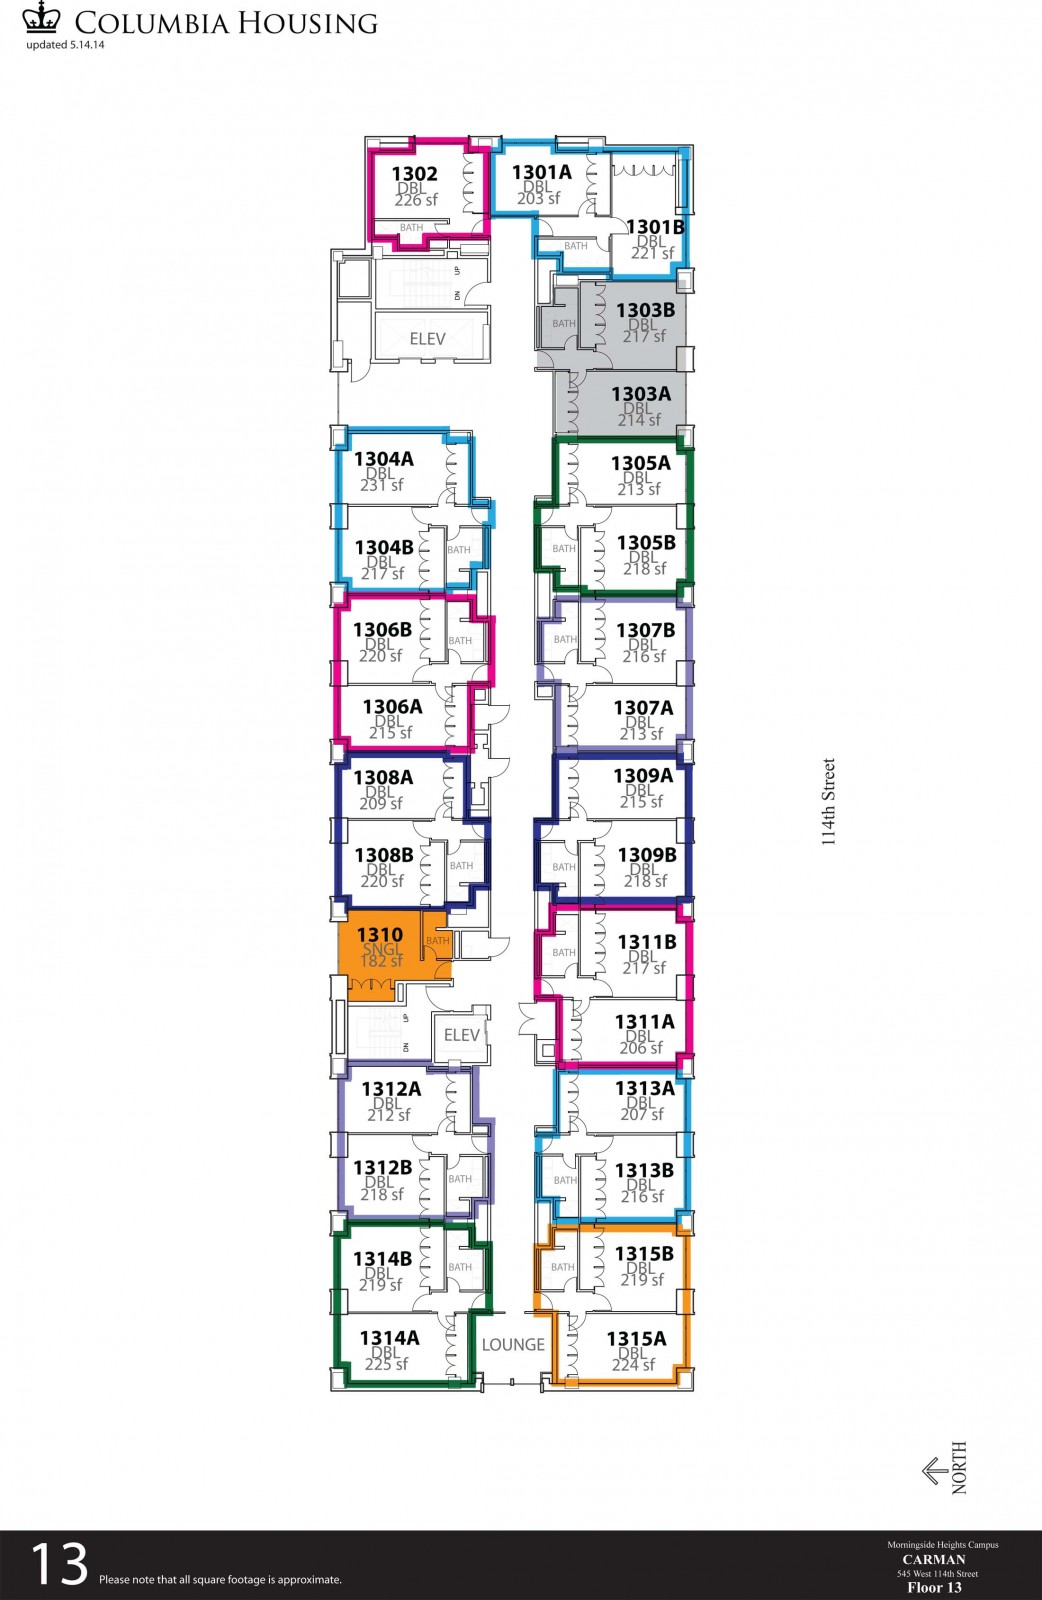 COLUMBIA HOUSING
updated 5.14.14
1302
DBL
226 sf
BATH
1301A
DBL
203 sf
1301B
DBL
221 sf
BATH
UP
DN
ELEV
1303B
DBL
217 sf
BATH
1303A
DBL
214 sf
1304A
DBL
231 sf
1305A
DBL
213 sf
1304B
DBL
217 sf
BATH
1305B
DBL
218 sf
BATH
1306B
DBL
220 sf
BATH
1307B
DBL
216 sf
BATH
1306A
DBL
215 sf
1307A
DBL
213 sf
1308A
DBL
209 sf
1309A
DBL
215 sf
114th Street
1308B
DBL
220 sf
BATH
1309B
DBL
218 sf
BATH
1310
SNGL
182 sf
BATH
1311B
DBL
217 sf
BATH
UP
DN
ELEV
1311A
DBL
206 sf
1312A
DBL
212 sf
1313A
DBL
207 sf
1312B
DBL
218 sf
BATH
1313B
DBL
216 sf
BATH
1314B
DBL
219 sf
BATH
1315B
DBL
219 sf
BATH
1314A
DBL
225 sf
LOUNGE
1315A
DBL
224 sf
NORTH
13
Please note that all square footage is approximate.
Morningside Heights Campus
CARMAN
545 West 114th Street
Floor 13